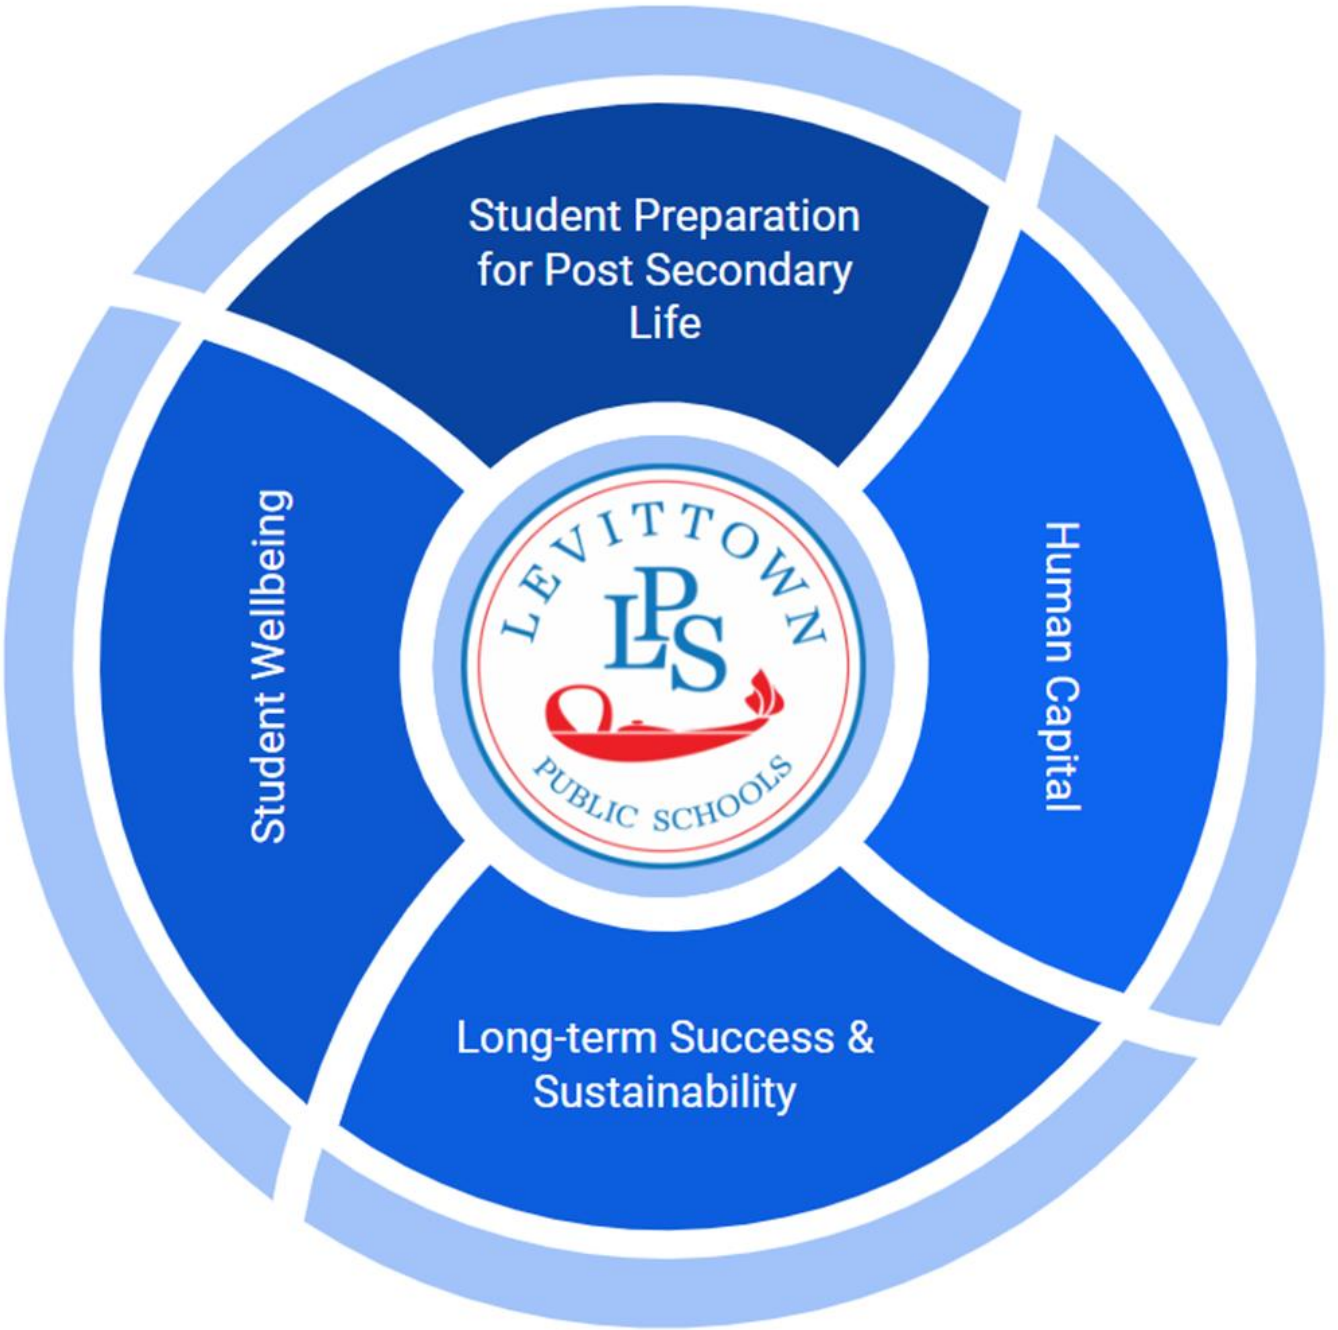 Student Preparation
for Post Secondary
Life
Student Wellbeing
LEVITTOWN
LPS
PUBLIC SCHOOLS
Human Capital
Long-term Success &
Sustainability